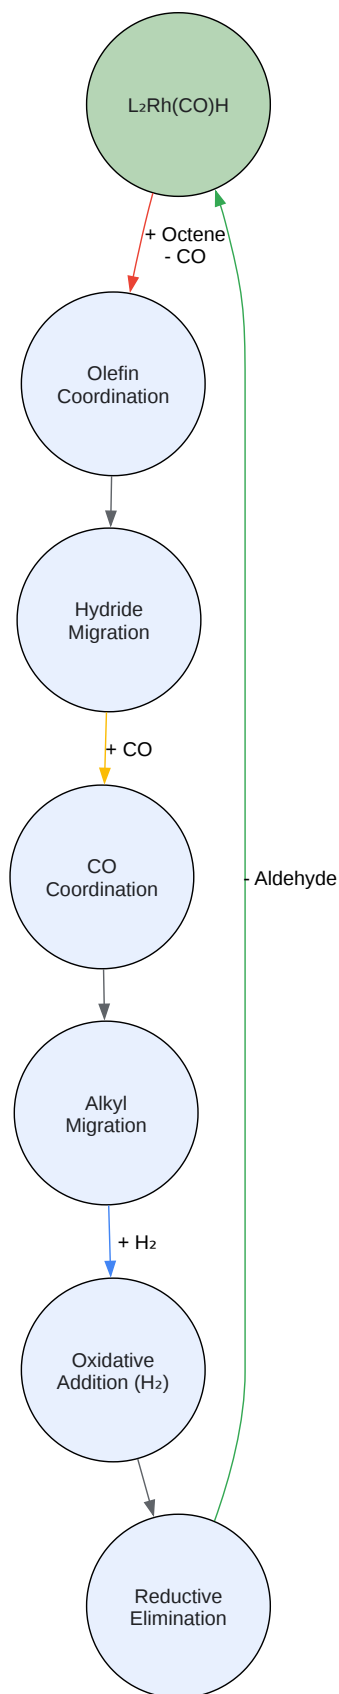 L₂Rh(CO)H
+ Octene
- CO
Olefin
Coordination
Hydride
Migration
+ CO
CO
Coordination
- Aldehyde
Alkyl
Migration
+ H₂
Oxidative
Addition (H₂)
Reductive
Elimination